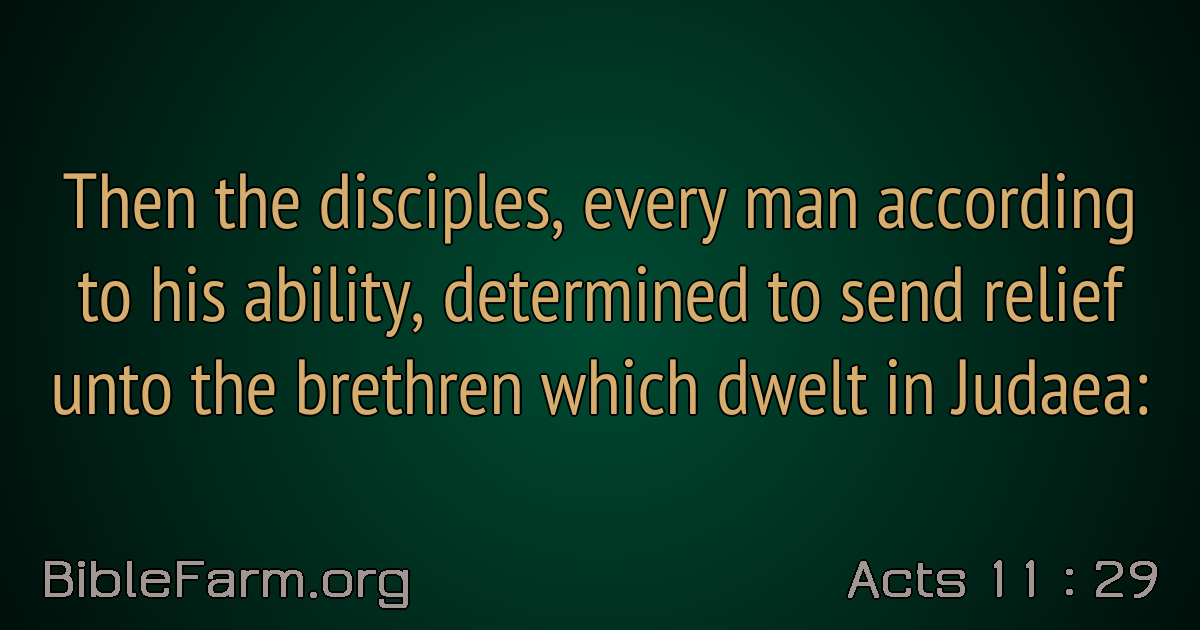 Then the disciples, every man according
to his ability, determined to send relief
unto the brethren which dwelt in Judaea:
BibleFarm.org
Acts 11 : 29